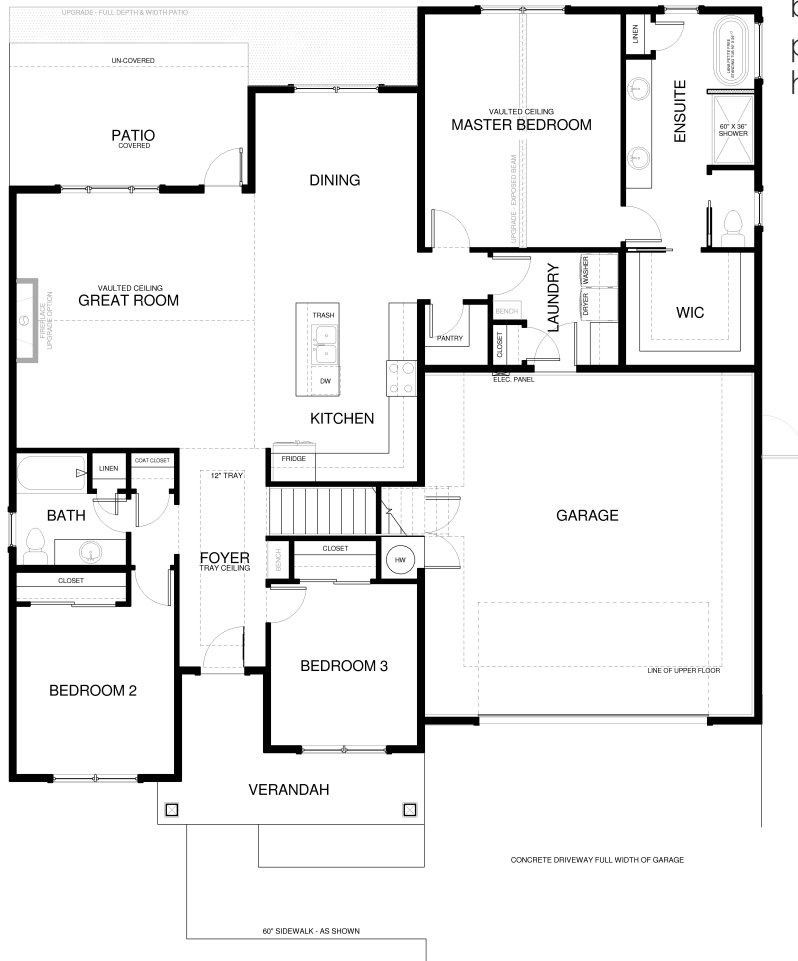 UPGRADE - FULL DEPTH & WIDTH PATIO
UN-COVERED
PATIO
COVERED
DINING
VAULTED CEILING
MASTER BEDROOM
UPGRADE - EXPOSED BEAM
LINEN
ENSUITE
60" X 36"
SHOWER
VAULTED CEILING
GREAT ROOM
FIREPLACE
UPGRADE OPTION
TRASH
DW
KITCHEN
FRIDGE
PANTRY
LAUNDRY
WASHER
DRYER
BENCH
CLOSET
WIC
ELEC. PANEL
COAT CLOSET
LINEN
BATH
12" TRAY
FOYER
TRAY CEILING
BENCH
CLOSET
HW
GARAGE
CLOSET
BEDROOM 2
BEDROOM 3
LINE OF UPPER FLOOR
VERANDAH
CONCRETE DRIVEWAY FULL WIDTH OF GARAGE
60" SIDEWALK - AS SHOWN